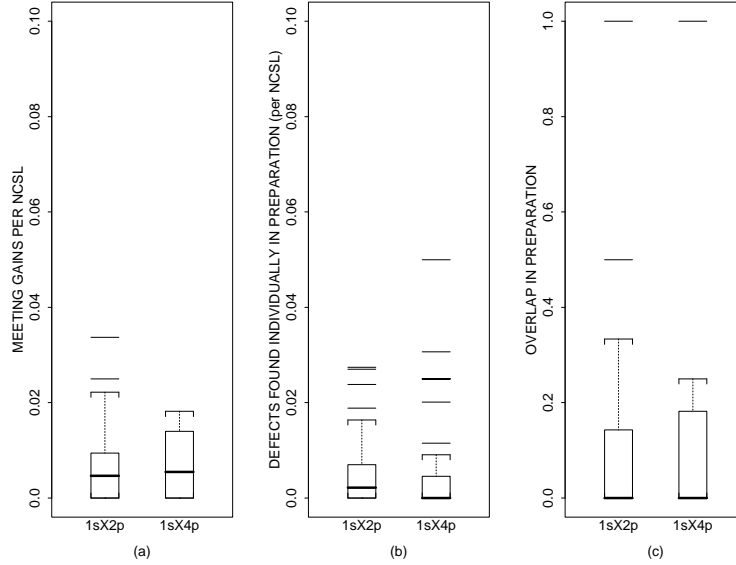 MEETING GAINS PER NCSL
0.0
0.02
0.04
0.06
0.08
0.10
1sX2p
1sX4p
(a)
DEFECTS FOUND INDIVIDUALLY IN PREPARATION (per NCSL)
0.0
0.02
0.04
0.06
0.08
0.10
1sX2p
1sX4p
(b)
OVERLAP IN PREPARATION
0.0
0.2
0.4
0.6
0.8
1.0
1sX2p
1sX4p
(c)